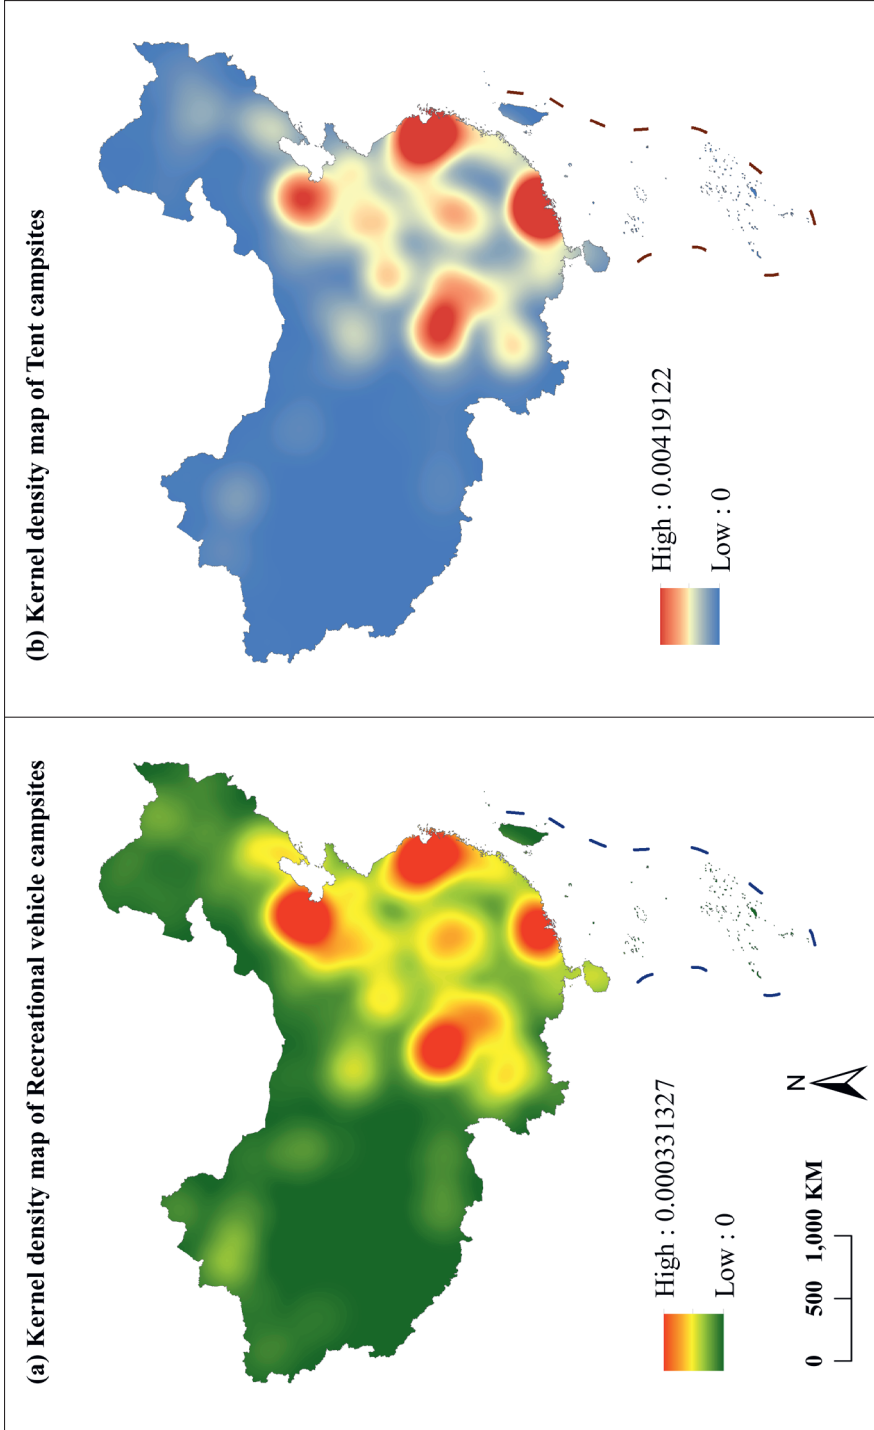 (a) Kernel density map of Recreational vehicle campsites
High : 0.000331327
Low : 0
0 500 1,000 KM
N
(b) Kernel density map of Tent campsites
High : 0.00419122
Low : 0